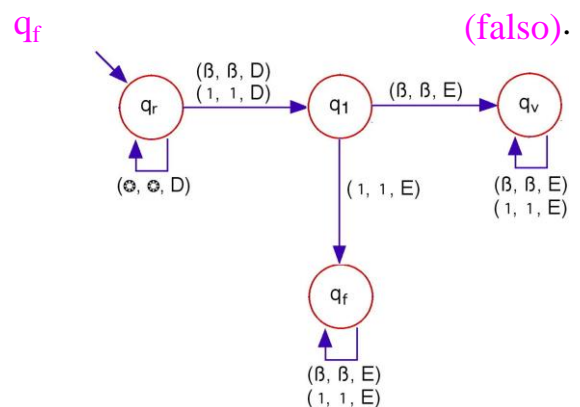 qf (falso).
(ß, ß, D)
(1, 1, D)
qr
q1
(ß, ß, E)
qv
(✪, ✪, D)
(1, 1, E)
(ß, ß, E)
(1, 1, E)
qf
(ß, ß, E)
(1, 1, E)